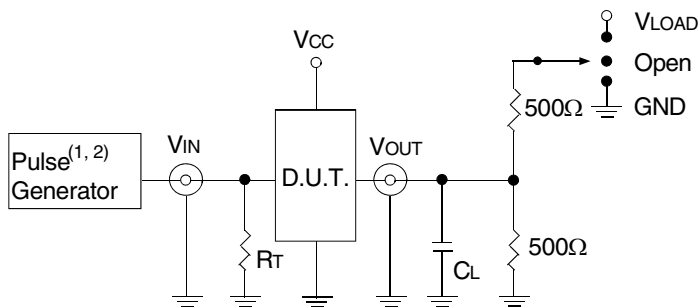 VLOAD
VCC
Open
500Ω
GND
VIN
VOUT
Pulse(1, 2)
Generator
D.U.T.
RT
CL
500Ω